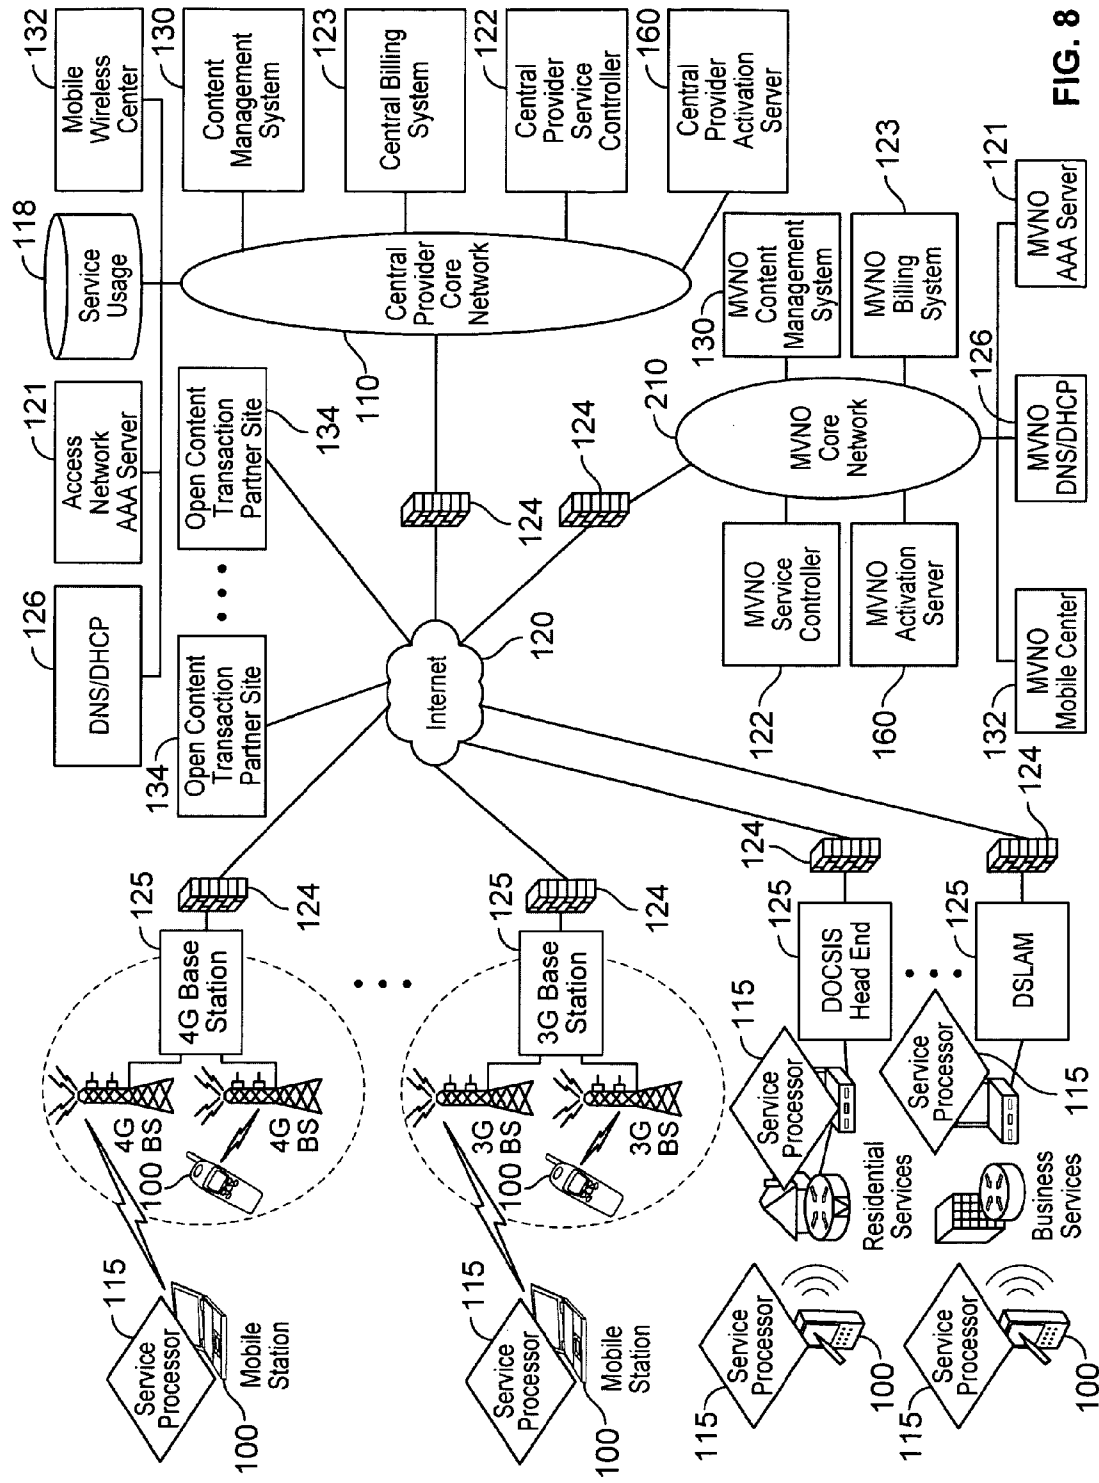 115
Service
Processor
100
Mobile
Station
100
4G
BS
4G
BS
125
4G Base
Station
124
126
DNS/DHCP
121
Access
Network
AAA Server
118
Service
Usage
132
Mobile
Wireless
Center
134
Open Content
Transaction
Partner Site
• • •
Open Content
Transaction
Partner Site
134
130
Content
Management
System
123
Central Billing
System
122
Central
Provider
Service
Controller
160
Central
Provider
Activation
Server
Central
Provider
Core
Network
110
• • •
115
Service
Processor
100
Mobile
Station
100
3G
BS
3G
BS
125
3G Base
Station
124
Internet
120
124
124
210
MVNO
Core
Network
130
MVNO
Content
Management
System
MVNO
Billing
System
123
MVNO
Service
Controller
122
MVNO
Activation
Server
160
132
MVNO
Mobile Center
126
MVNO
DNS/DHCP
121
MVNO
AAA Server
115
Service
Processor
100
Residential
Services
115
Service
Processor
125
DOCSIS
Head End
124
• • •
115
Service
Processor
100
Business
Services
Service
Processor
115
125
DSLAM
124
FIG. 8